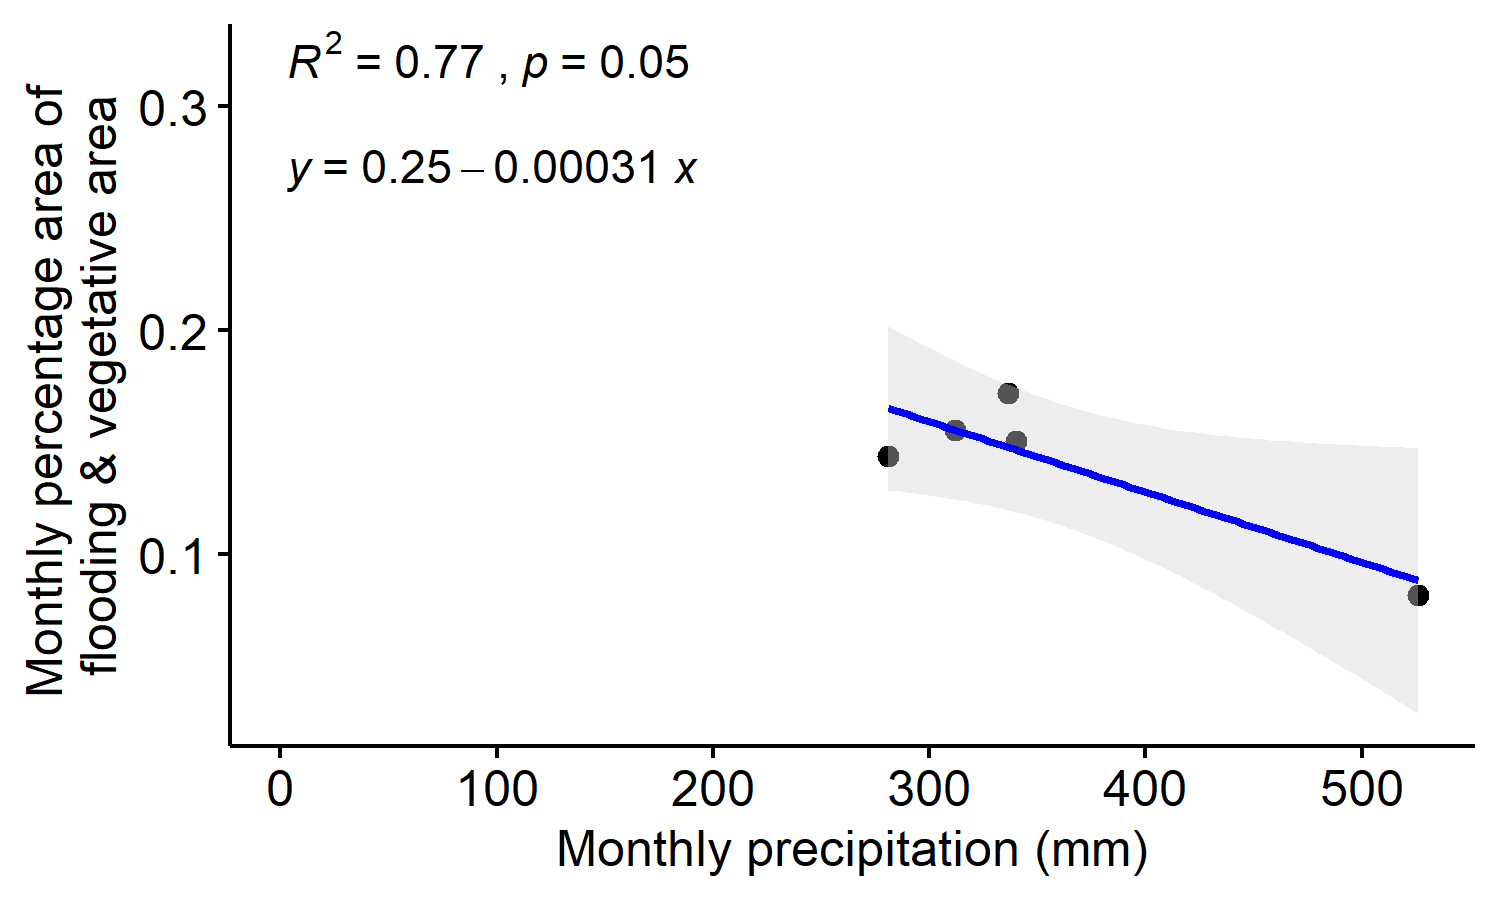 R² = 0.77 , p = 0.05
y = 0.25 – 0.00031 x
Monthly percentage area of
flooding & vegetative area
0.3
0.2
0.1
0 100 200 300 400 500
Monthly precipitation (mm)